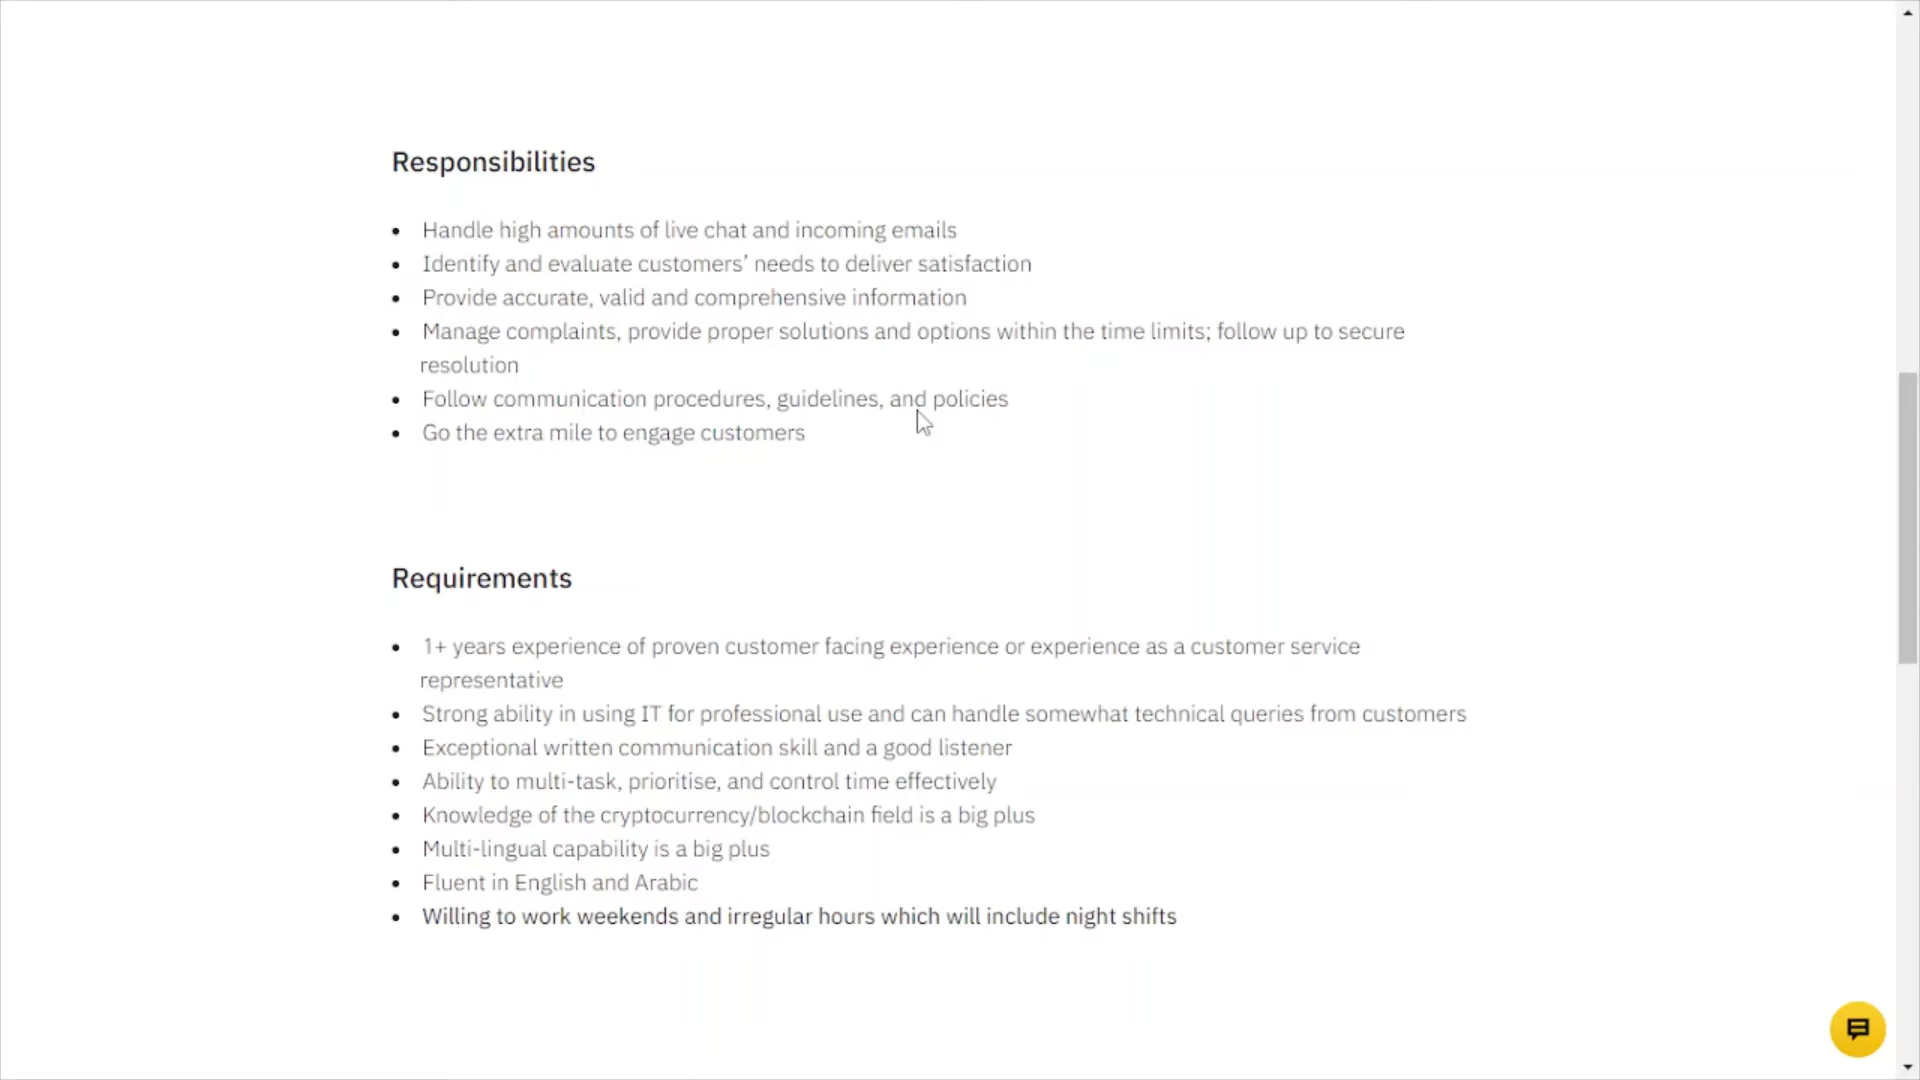 Responsibilities
Handle high amounts of live chat and incoming emails
Identify and evaluate customers’ needs to deliver satisfaction
Provide accurate, valid and comprehensive information
Manage complaints, provide proper solutions and options within the time limits; follow up to secure
resolution
Follow communication procedures, guidelines, and policies
Go the extra mile to engage customers
Requirements
1+ years experience of proven customer facing experience or experience as a customer service
representative
Strong ability in using IT for professional use and can handle somewhat technical queries from customers
Exceptional written communication skill and a good listener
Ability to multi-task, prioritise, and control time effectively
Knowledge of the cryptocurrency/blockchain field is a big plus
Multi-lingual capability is a big plus
Fluent in English and Arabic
Willing to work weekends and irregular hours which will include night shifts